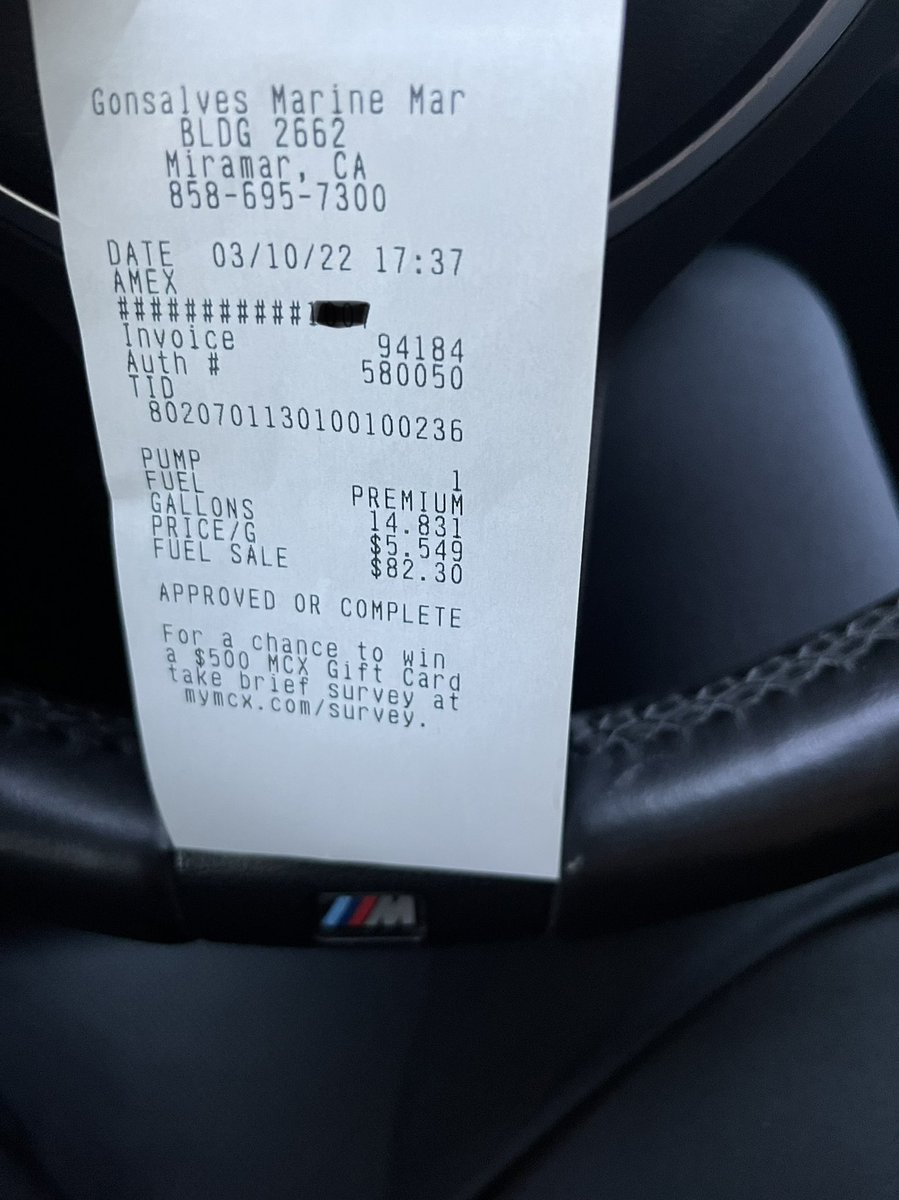 Gonsalves Marine Mar
BLDG 2662
Miramar, CA
858-695-7300
DATE 03/10/22 17:37
AMEX
###########1
Invoice 94184
Auth # 580050
TID
8020701130100100236
PUMP 1
FUEL PREMIUM
GALLONS 14.831
PRICE/G $5.549
FUEL SALE $82.30
APPROVED OR COMPLETE
For a chance to win
a $500 MCX Gift Card
take brief survey at
mymcx.com/survey.
M